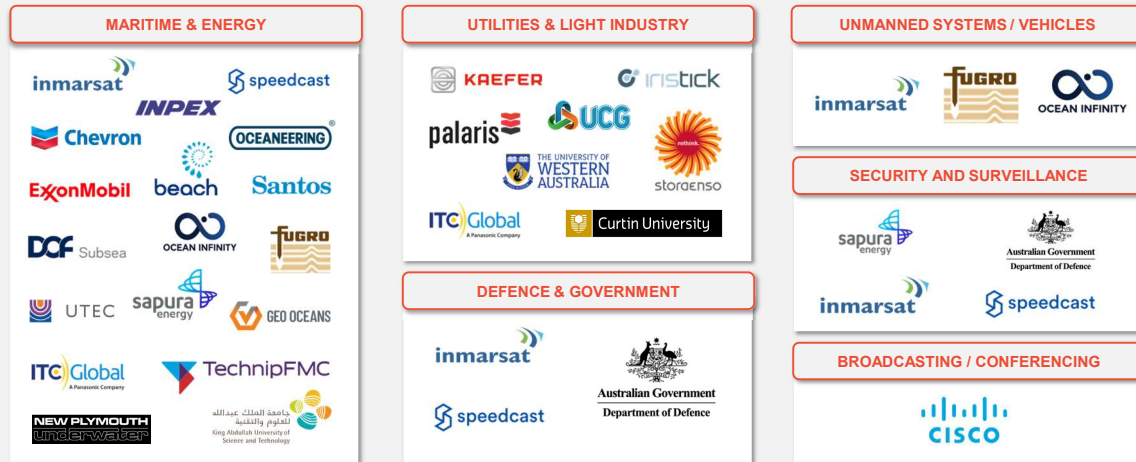 MARITIME & ENERGY
inmarsat
speedcast
INPEX
Chevron
OCEANEERING®
ExxonMobil
beach
Santos
DOF Subsea
OCEAN INFINITY
FUGRO
UTEC
sapura
energy
GEO OCEANS
ITC Global
A Panasonic Company
TechnipFMC
NEW PLYMOUTH
underwater
جامعة الملك عبدالله
للعلوم والتقنية
King Abdullah University of
Science and Technology
UTILITIES & LIGHT INDUSTRY
KAEFER
iristick
palaris
UCG
rethink.
storaenso
THE UNIVERSITY OF
WESTERN
AUSTRALIA
ITC Global
A Panasonic Company
Curtin University
DEFENCE & GOVERNMENT
inmarsat
Australian Government
Department of Defence
speedcast
UNMANNED SYSTEMS / VEHICLES
inmarsat
FUGRO
OCEAN INFINITY
SECURITY AND SURVEILLANCE
sapura
energy
Australian Government
Department of Defence
inmarsat
speedcast
BROADCASTING / CONFERENCING
CISCO